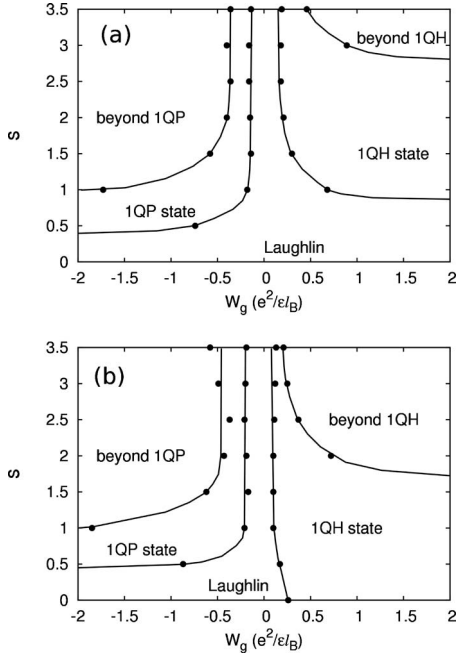 3.5
(a)
beyond 1QH
3
2.5
beyond 1QP
2
S
1.5
1QH state
1
1QP state
0.5
Laughlin
0
-2 -1.5 -1 -0.5 0 0.5 1 1.5 2
W_g (e²/εl_B)
3.5
(b)
3
2.5
beyond 1QH
beyond 1QP
2
S
1.5
1
1QH state
1QP state
0.5
Laughlin
0
-2 -1.5 -1 -0.5 0 0.5 1 1.5 2
W_g (e²/εl_B)